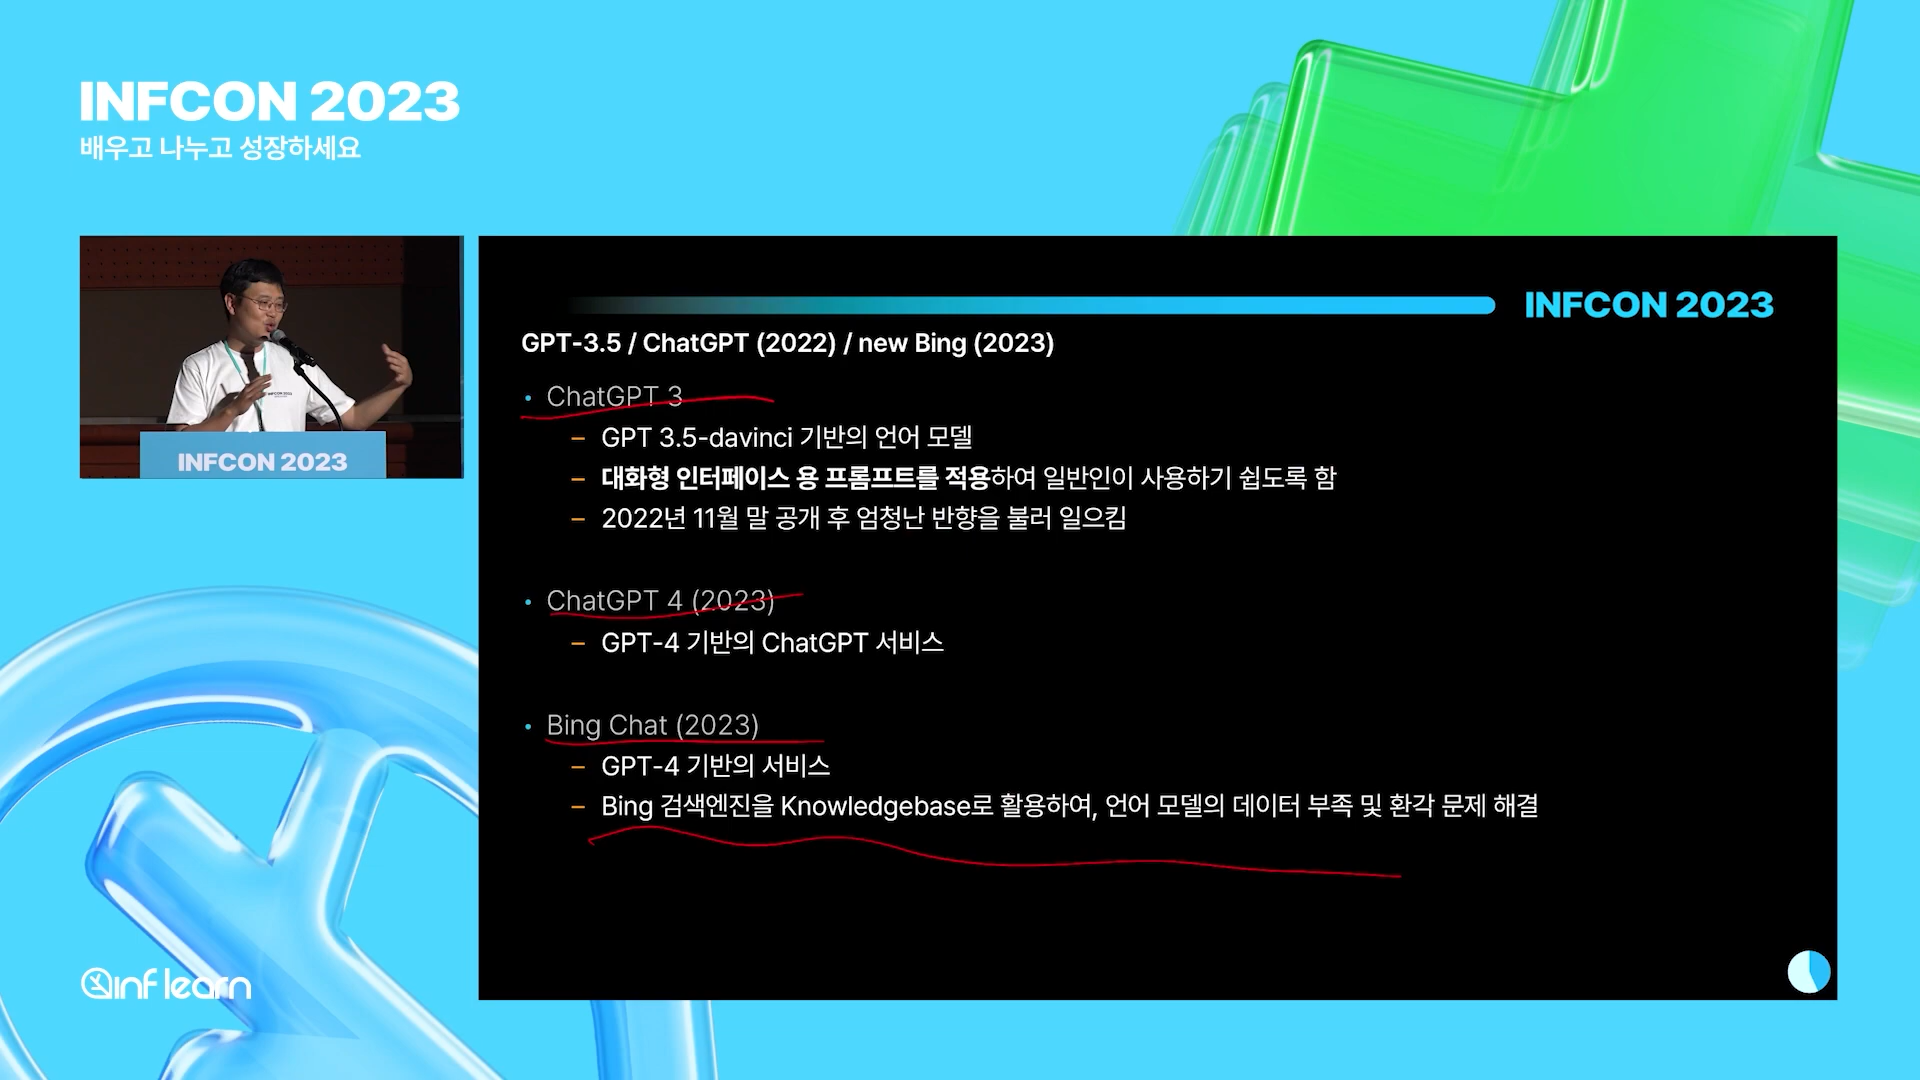 INFCON 2023
배우고 나누고 성장하세요
INFCON 2023
INFCON 2023
GPT-3.5 / ChatGPT (2022) / new Bing (2023)
• ChatGPT 3
– GPT 3.5-davinci 기반의 언어 모델
– 대화형 인터페이스 용 프롬프트를 적용하여 일반인이 사용하기 쉽도록 함
– 2022년 11월 말 공개 후 엄청난 반향을 불러 일으킴
• ChatGPT 4 (2023)
– GPT-4 기반의 ChatGPT 서비스
• Bing Chat (2023)
– GPT-4 기반의 서비스
– Bing 검색엔진을 Knowledgebase로 활용하여, 언어 모델의 데이터 부족 및 환각 문제 해결
INFCON 2023
inflearn